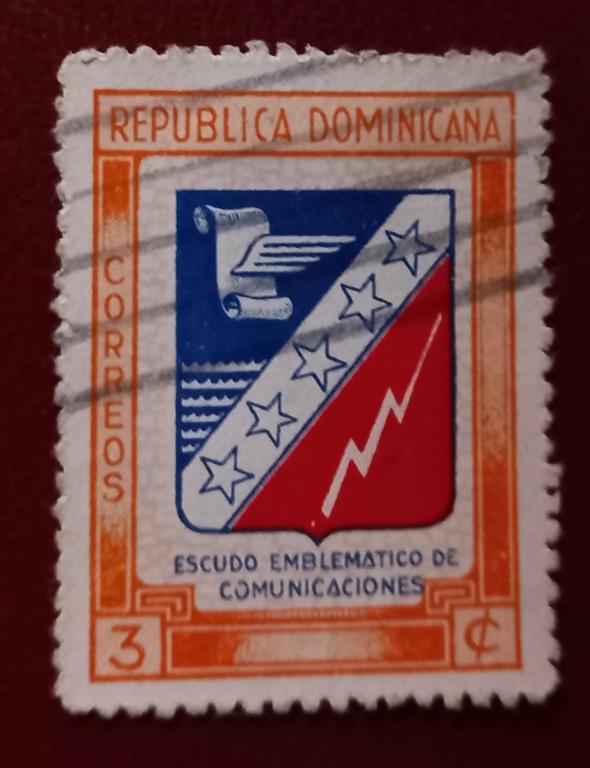 REPUBLICA DOMINICANA
CORREOS
ESCUDO EMBLEMATICO DE
COMUNICACIONES
3 ¢